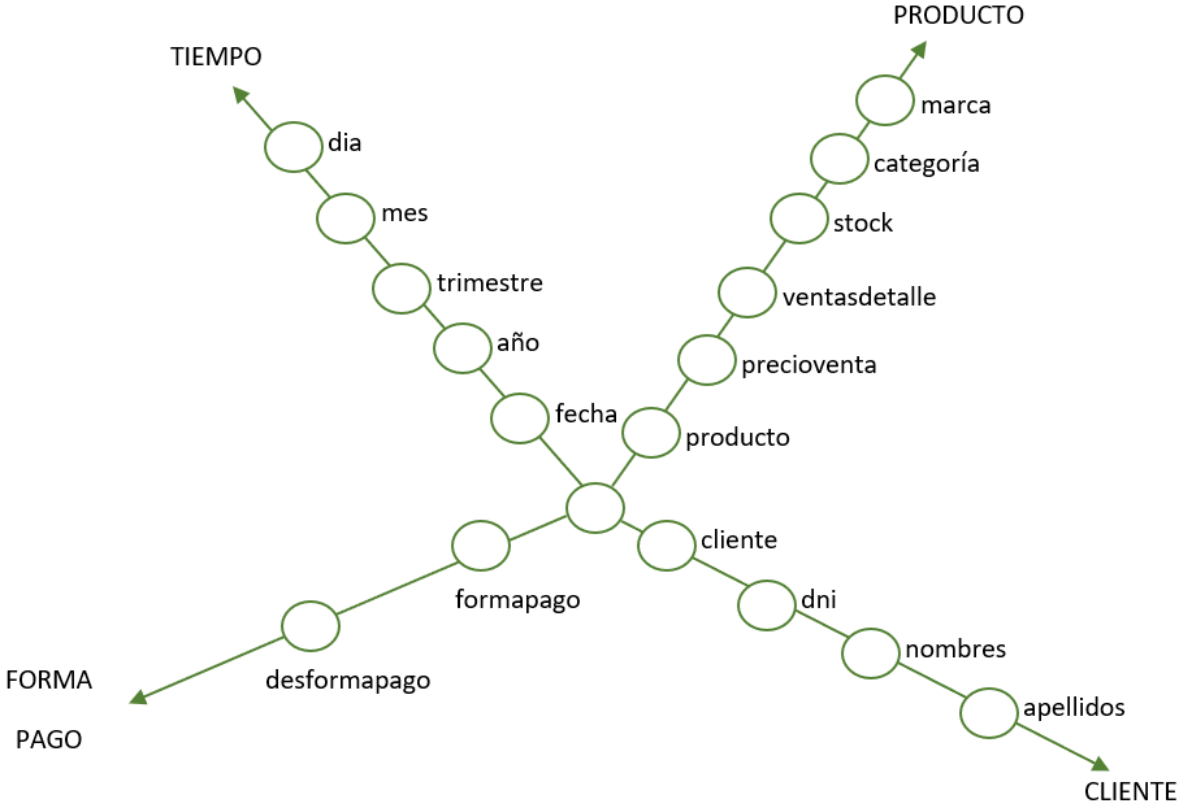 PRODUCTO
TIEMPO
marca
dia
categoría
mes
stock
trimestre
ventasdetalle
año
precioventa
fecha
producto
cliente
formapago
dni
nombres
FORMA
desformapago
apellidos
PAGO
CLIENTE